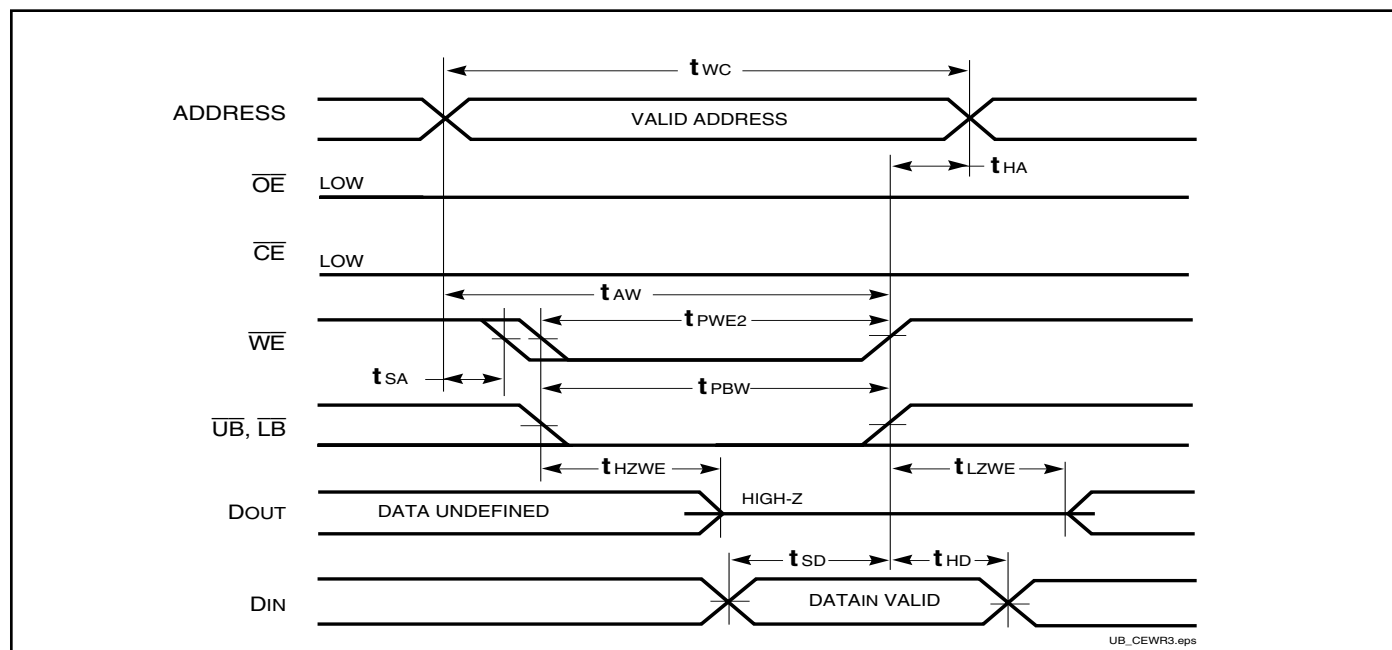 tWC
ADDRESS
VALID ADDRESS
tHA
OE
LOW
CE
LOW
tAW
tPWE2
WE
tSA
tPBW
UB, LB
tHZWE
tLZWE
HIGH-Z
DOUT
DATA UNDEFINED
tSD
tHD
DIN
DATAIN VALID
UB_CEWR3.eps